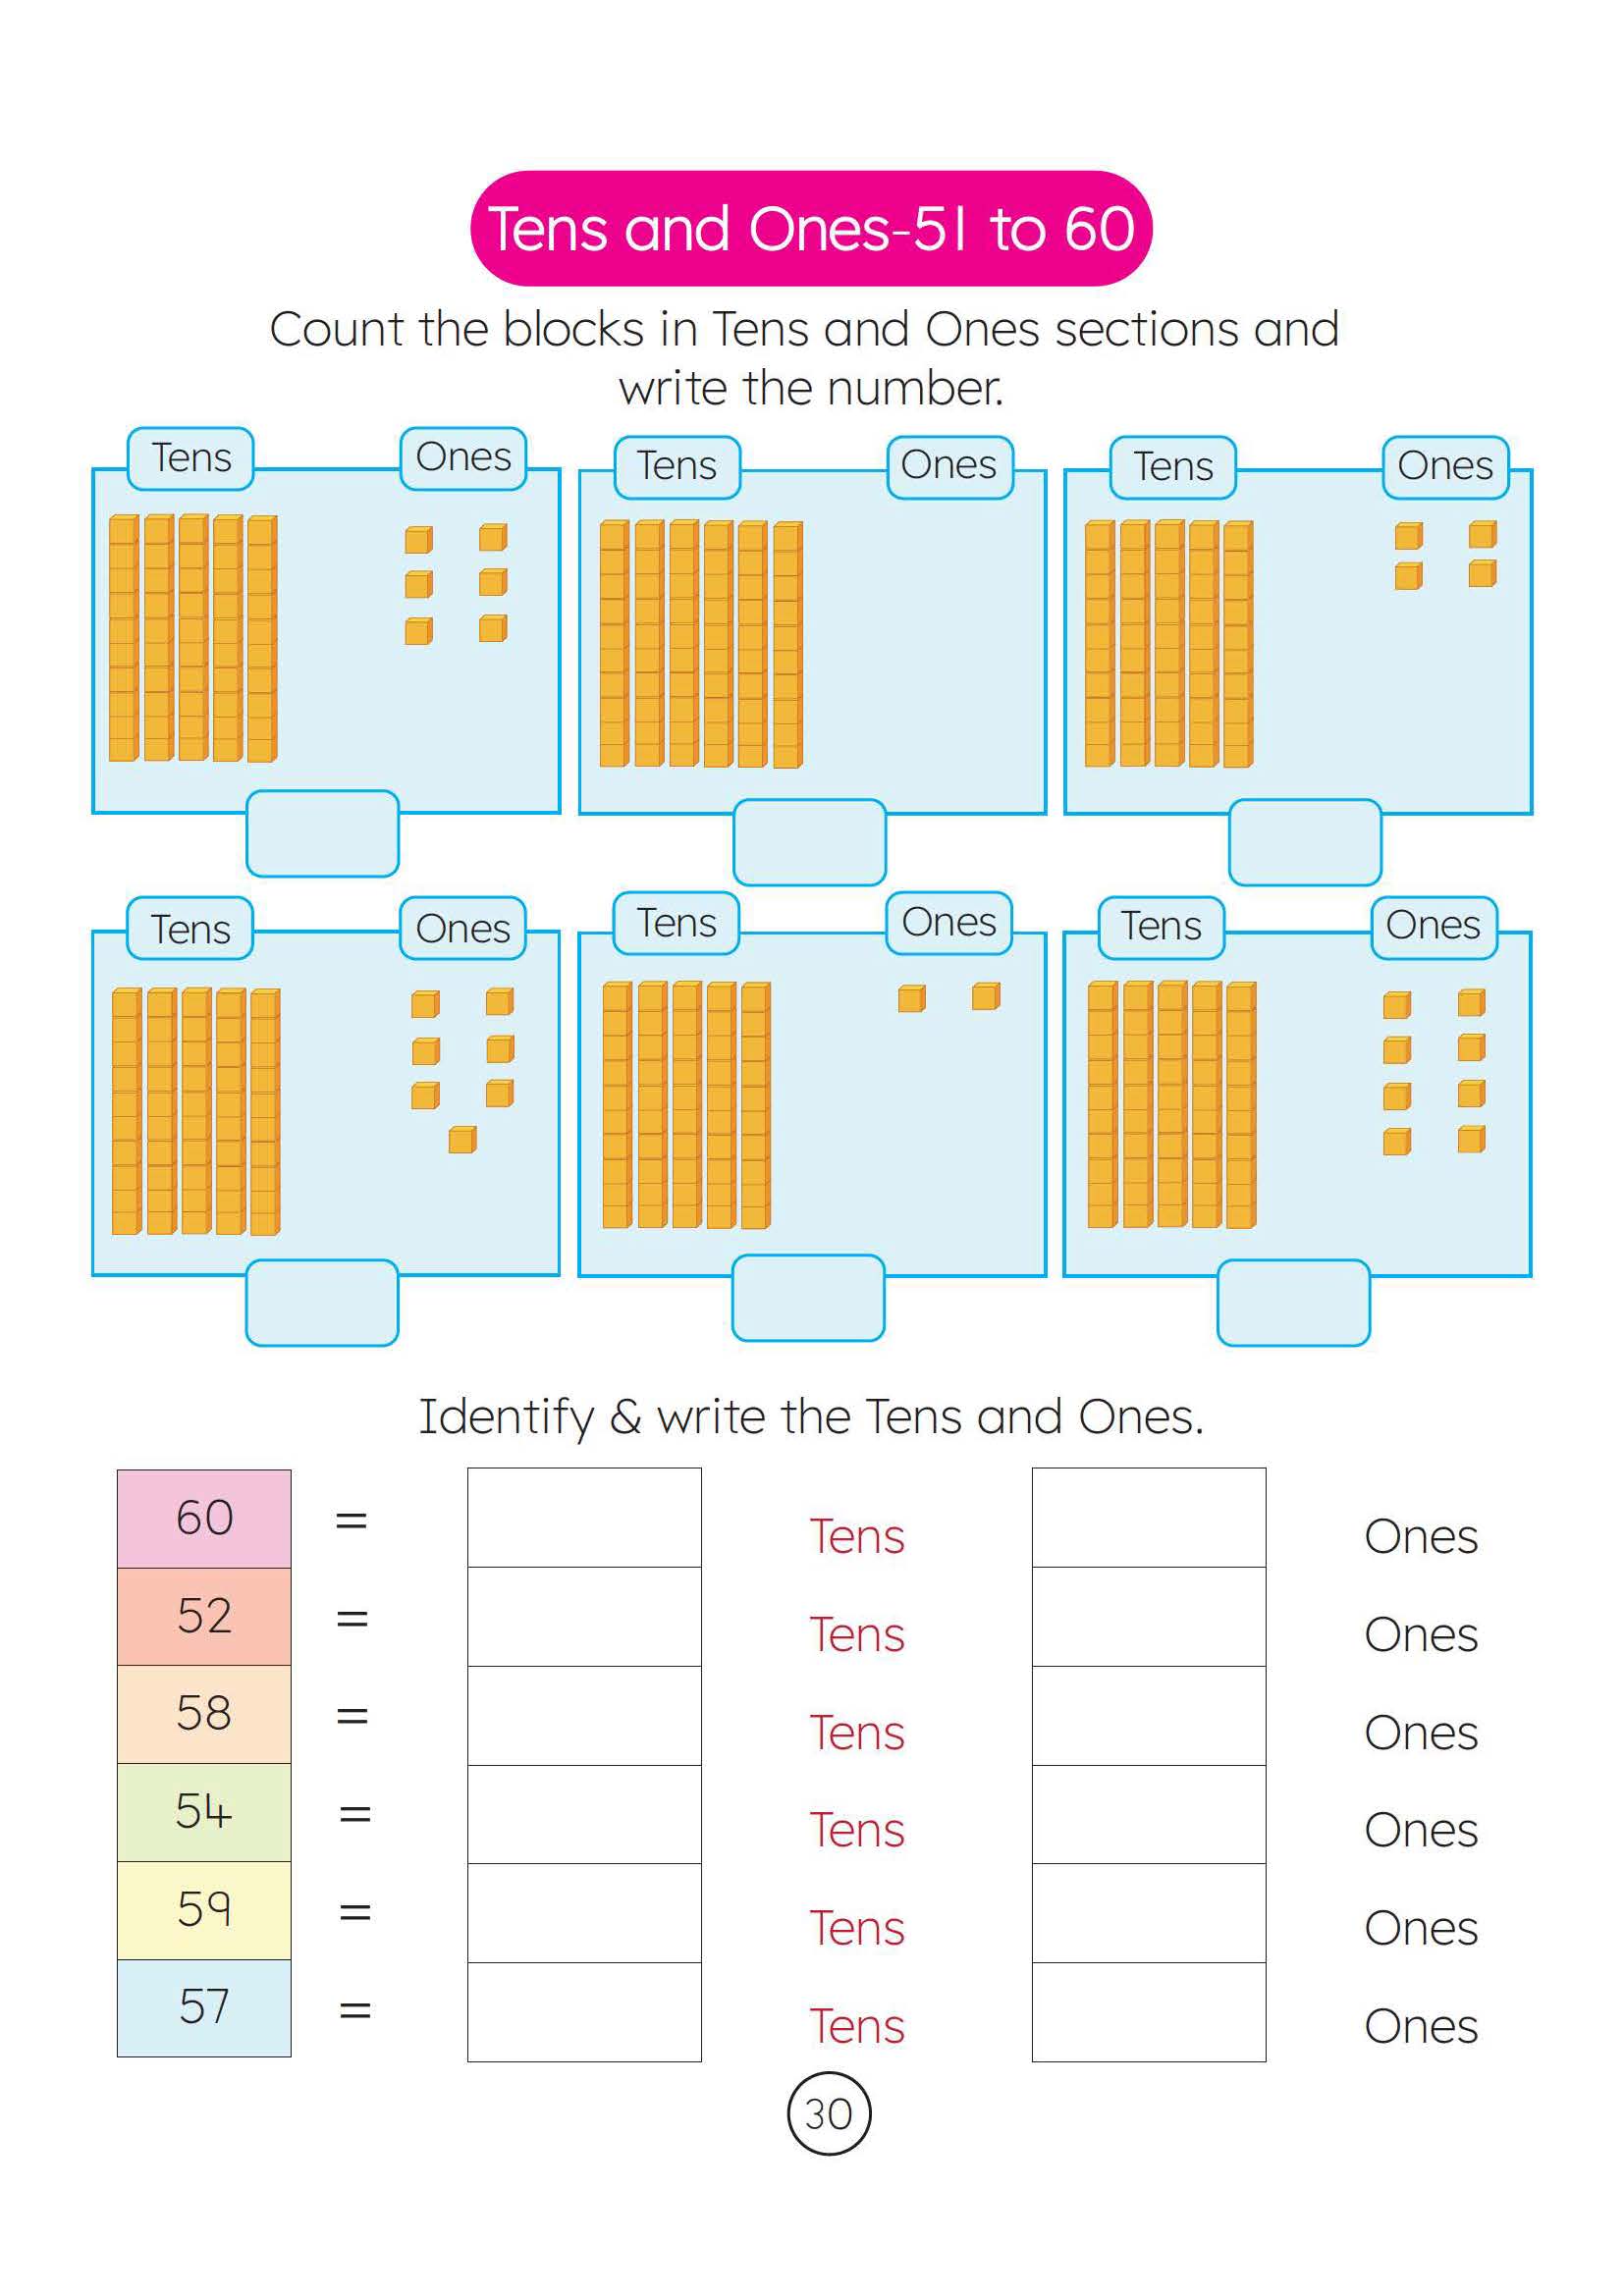 Tens and Ones-51 to 60
Count the blocks in Tens and Ones sections and
write the number.
Tens Ones Tens Ones Tens Ones
Tens Ones Tens Ones Tens Ones
Identify & write the Tens and Ones.
60 = Tens Ones
52 = Tens Ones
58 = Tens Ones
54 = Tens Ones
59 = Tens Ones
57 = Tens Ones
30